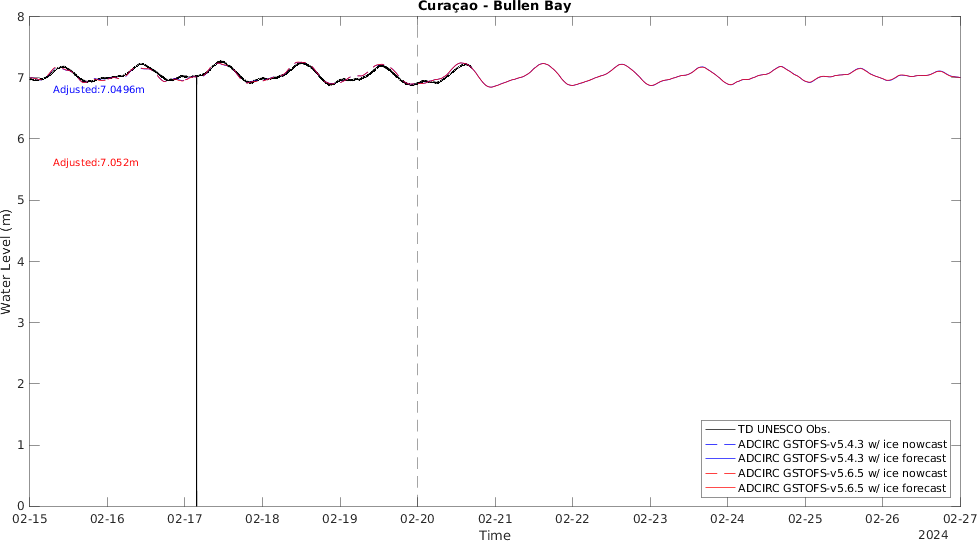 Curaçao - Bullen Bay
8
7
6
5
4
3
2
1
0
Water Level (m)
Adjusted:7.0496m
Adjusted:7.052m
TD UNESCO Obs.
ADCIRC GSTOFS-v5.4.3 w/ ice nowcast
ADCIRC GSTOFS-v5.4.3 w/ ice forecast
ADCIRC GSTOFS-v5.6.5 w/ ice nowcast
ADCIRC GSTOFS-v5.6.5 w/ ice forecast
02-15 02-16 02-17 02-18 02-19 02-20 02-21 02-22 02-23 02-24 02-25 02-26 02-27
Time
2024